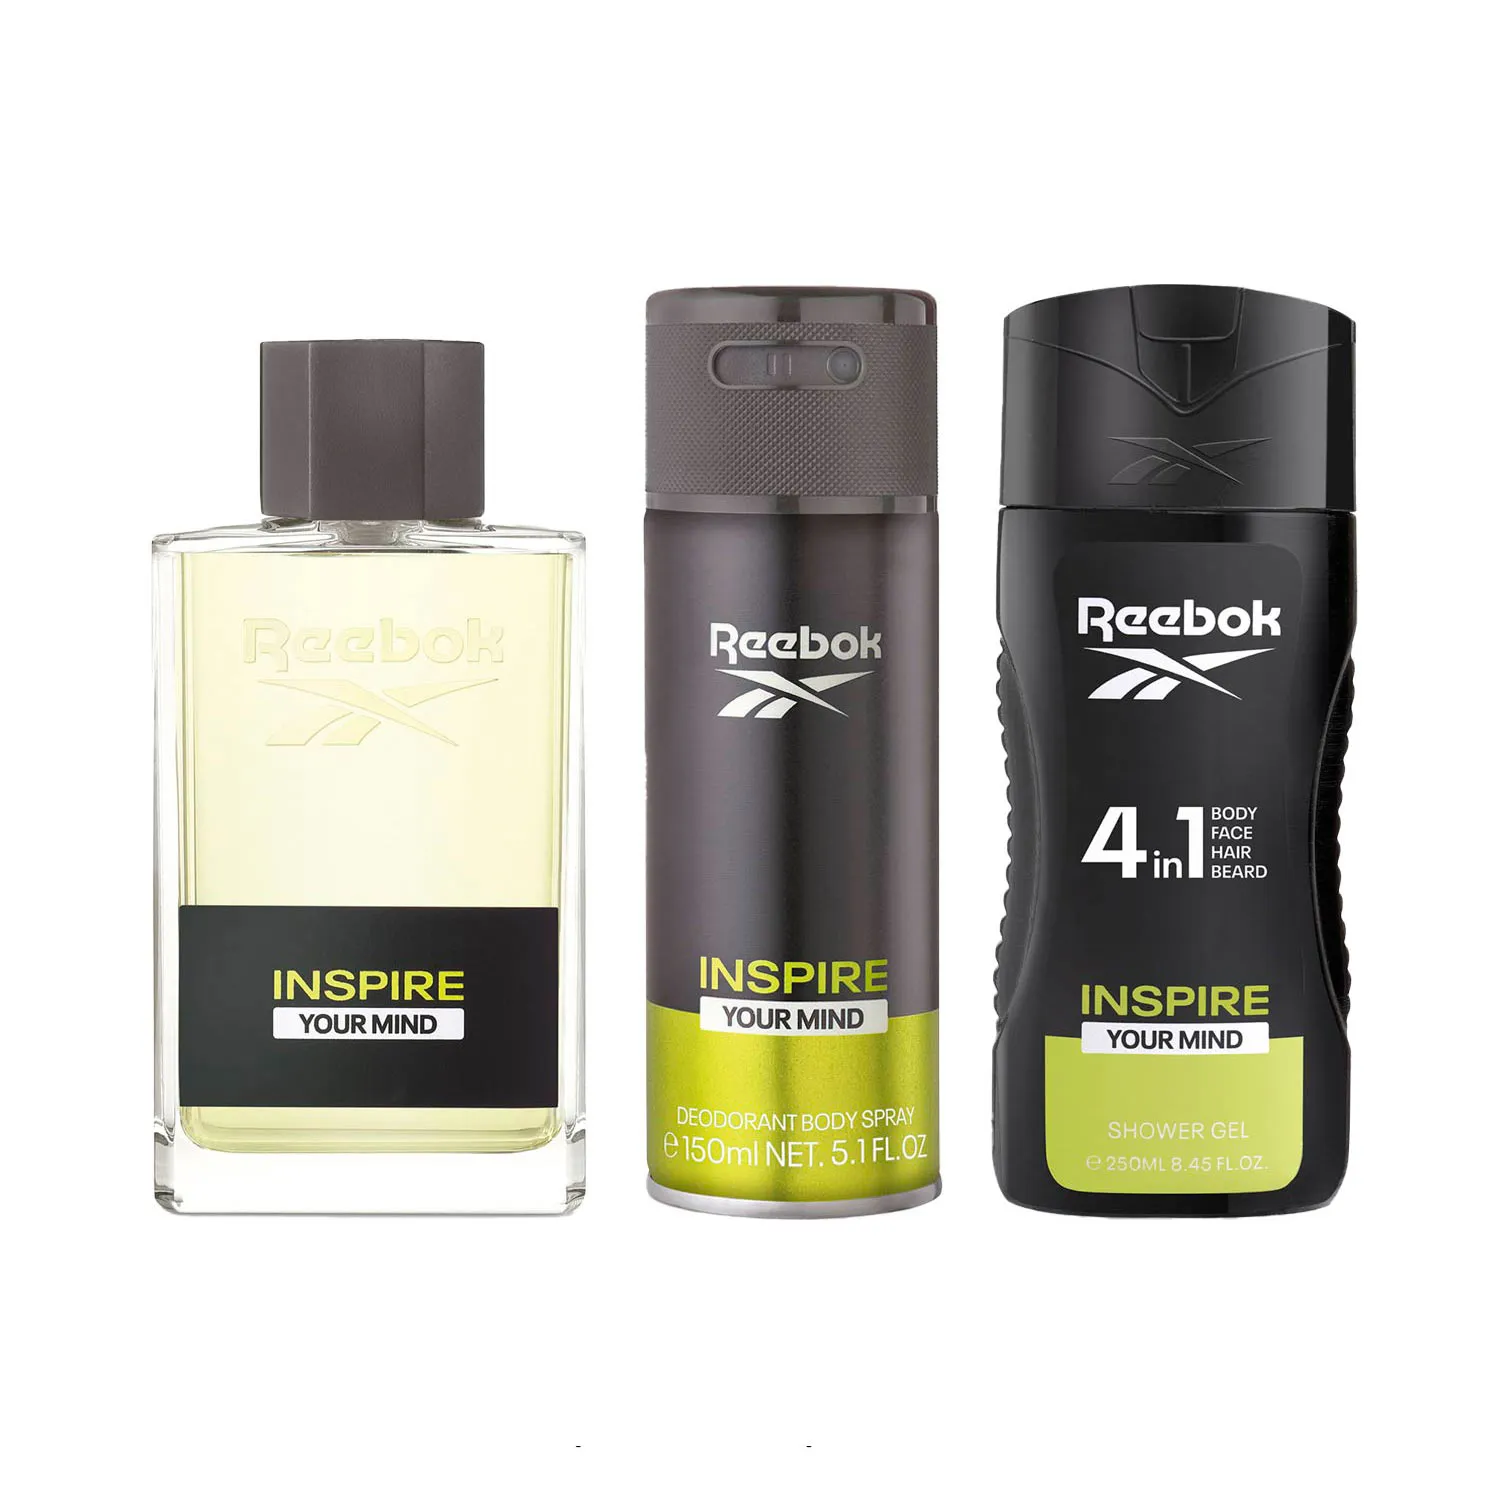 Reebok
INSPIRE
YOUR MIND
Reebok
INSPIRE
YOUR MIND
DEODORANT BODY SPRAY
℮150ml NET. 5.1 FL.OZ
Reebok
4in1
BODY
FACE
HAIR
BEARD
INSPIRE
YOUR MIND
SHOWER GEL
℮ 250ML 8.45 FL.OZ.